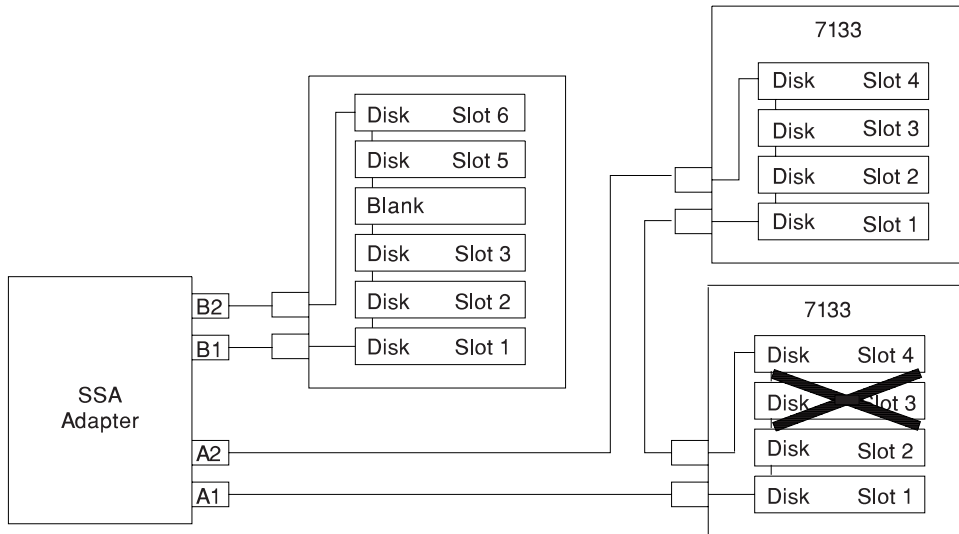 7133
Disk Slot 4
Disk Slot 3
Disk Slot 2
Disk Slot 1
Disk Slot 6
Disk Slot 5
Blank
Disk Slot 3
Disk Slot 2
Disk Slot 1
B2
B1
SSA
Adapter
A2
A1
7133
Disk Slot 4
Disk Slot 3
Disk Slot 2
Disk Slot 1